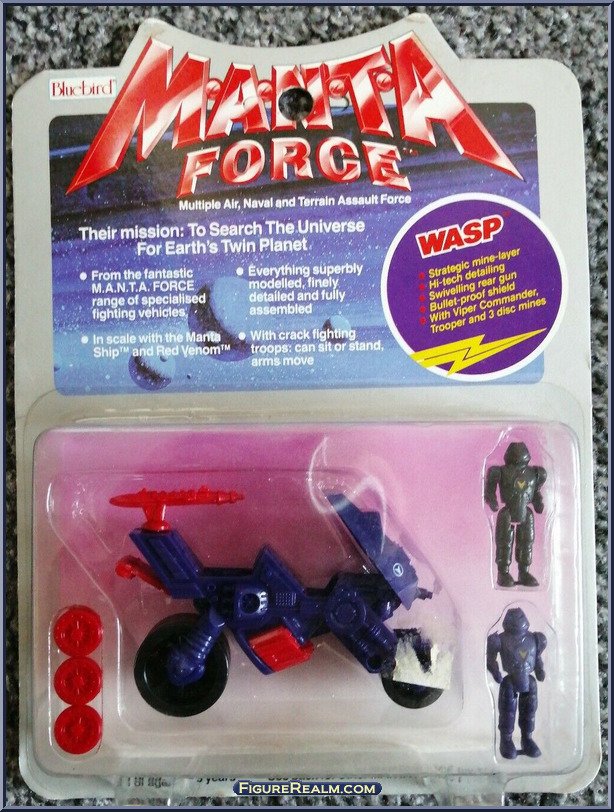 Bluebird
M.A.N.T.A
FORCE™
Multiple Air, Naval and Terrain Assault Force
Their mission: To Search The Universe
For Earth's Twin Planet
From the fantastic
M.A.N.T.A. FORCE
range of specialised
fighting vehicles
In scale with the Manta
Ship™ and Red Venom™
Everything superbly
modelled, finely
detailed and fully
assembled
With crack fighting
troops: can sit or stand,
arms move
WASP™
Strategic mine-layer
Hi-tech detailing
Swivelling rear gun
Bullet-proof shield
With Viper Commander,
Trooper and 3 disc mines
years
FigureRealm.com